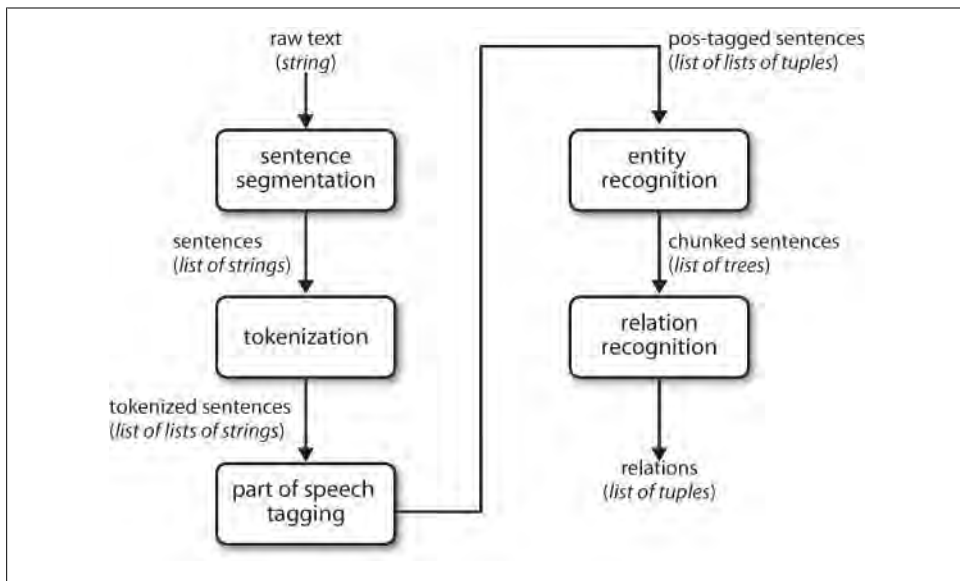 raw text
(string)
sentence
segmentation
sentences
(list of strings)
tokenization
tokenized sentences
(list of lists of strings)
part of speech
tagging
pos-tagged sentences
(list of lists of tuples)
entity
recognition
chunked sentences
(list of trees)
relation
recognition
relations
(list of tuples)